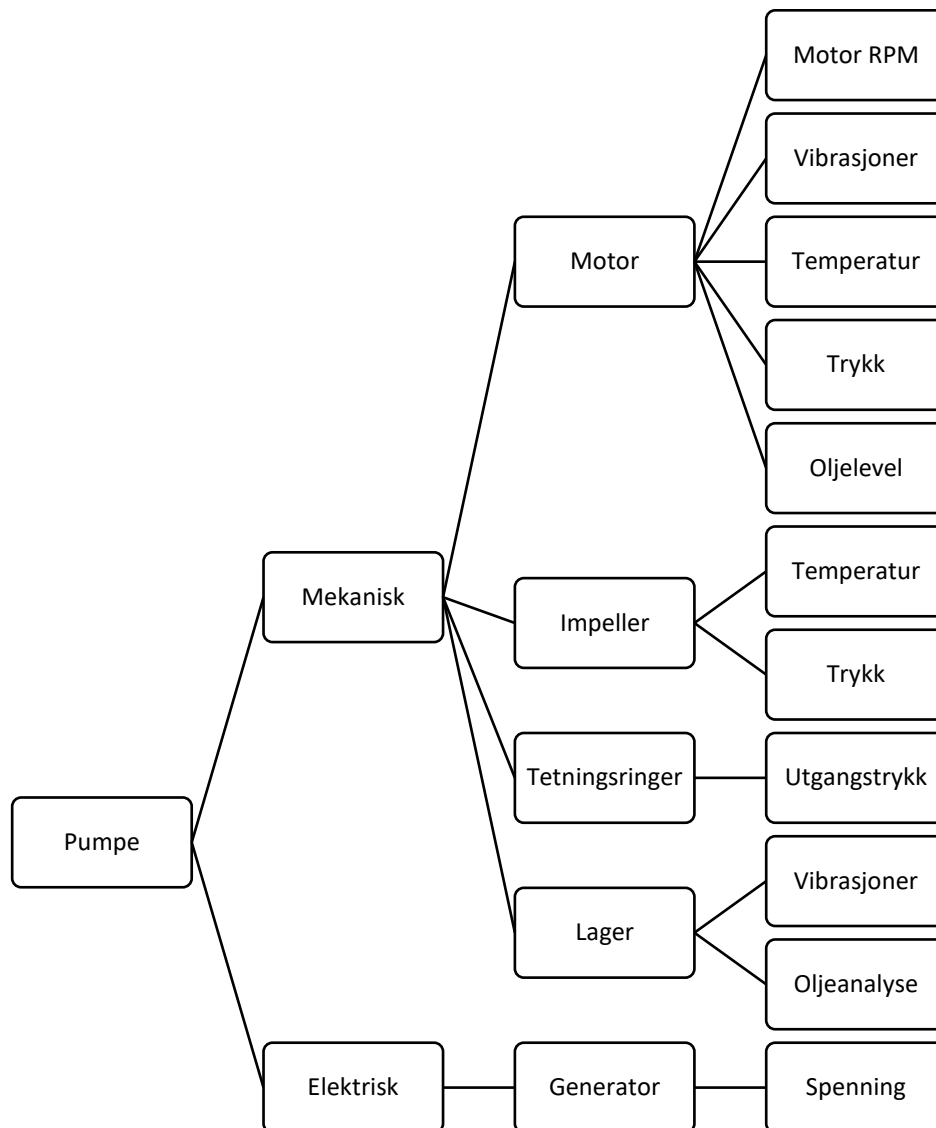 Motor RPM
Vibrasjoner
Motor
Temperatur
Trykk
Oljelevel
Mekanisk
Impeller
Temperatur
Trykk
Tetningsringer
Utgangstrykk
Pumpe
Lager
Vibrasjoner
Oljeanalyse
Elektrisk
Generator
Spenning